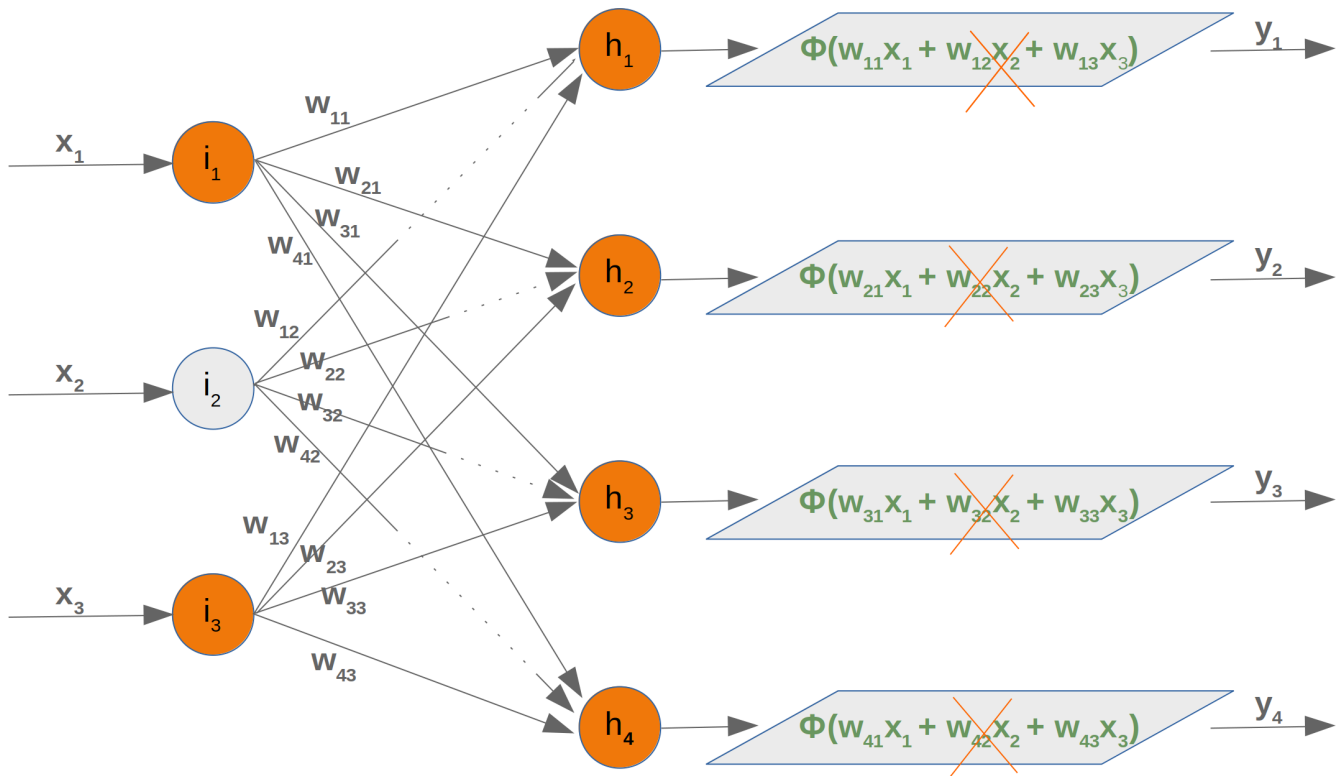 h1
Φ(w11x1 + w12x2 + w13x3)
y1
w11
x1
i1
w21
w31
w41
h2
Φ(w21x1 + w22x2 + w23x3)
y2
w12
x2
i2
w22
w32
w42
h3
Φ(w31x1 + w32x2 + w33x3)
y3
w13
w23
x3
i3
w33
w43
h4
Φ(w41x1 + w42x2 + w43x3)
y4